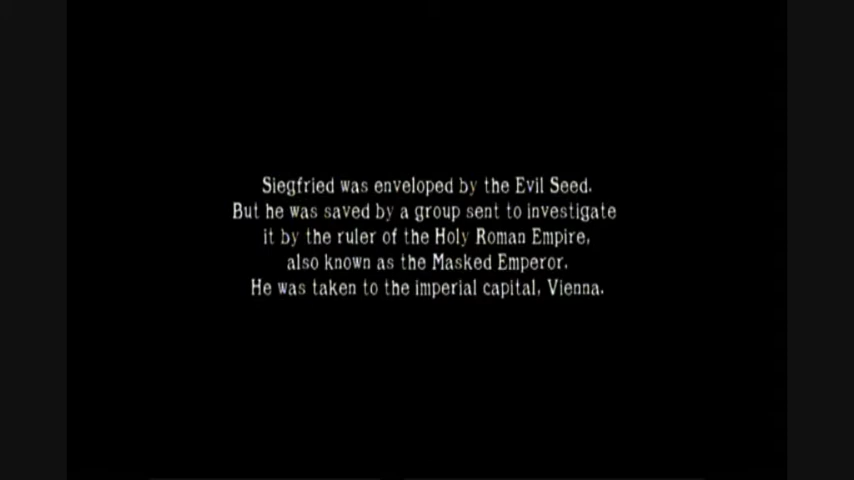 Siegfried was enveloped by the Evil Seed.
But he was saved by a group sent to investigate
it by the ruler of the Holy Roman Empire,
also known as the Masked Emperor.
He was taken to the imperial capital, Vienna.